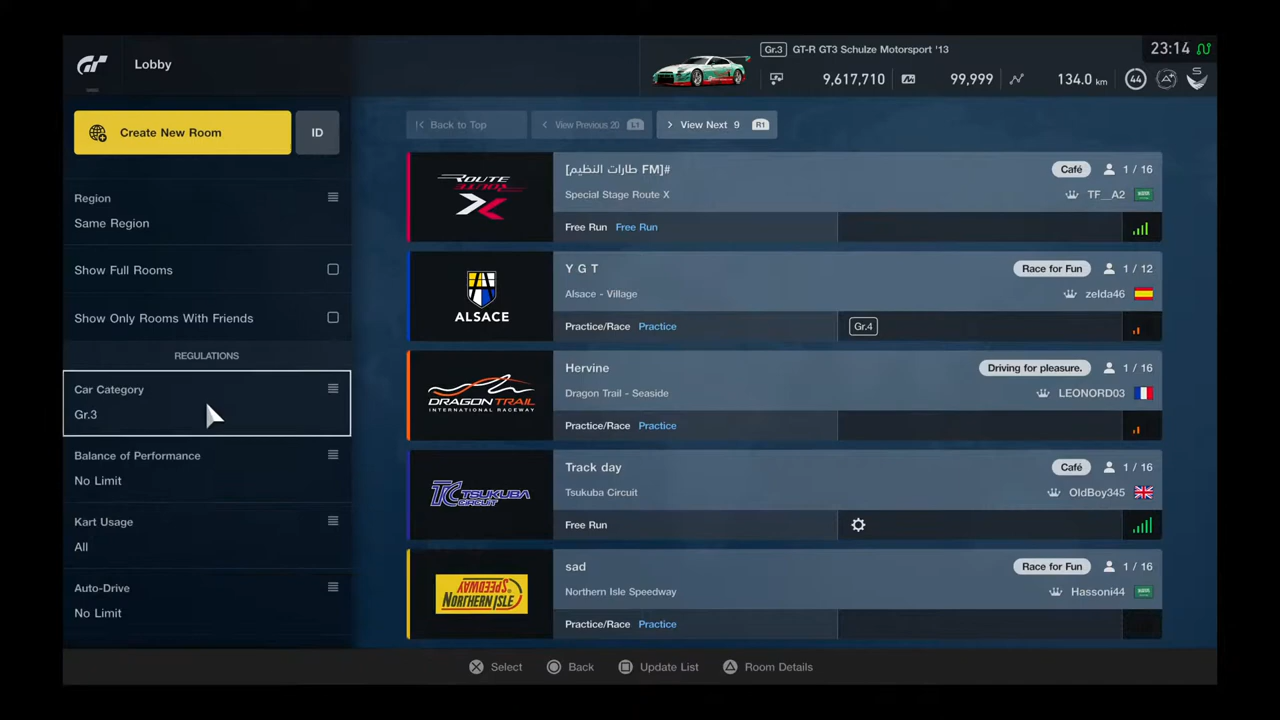 Lobby
Gr.3 GT-R GT3 Schulze Motorsport '13
23:14
9,617,710 99,999 134.0 km 44 S
Create New Room ID
Back to Top View Previous 20 L1 View Next 9 R1
Region
Same Region
Show Full Rooms
Show Only Rooms With Friends
REGULATIONS
Car Category
Gr.3
Balance of Performance
No Limit
Kart Usage
All
Auto-Drive
No Limit
ROUTE
X
#[FM طارات النظيم] Café 1 / 16
Special Stage Route X TF__A2
Free Run Free Run
ALSACE
Y G T Race for Fun 1 / 12
Alsace - Village zelda46
Practice/Race Practice Gr.4
DRAGON TRAIL
INTERNATIONAL RACEWAY
Hervine Driving for pleasure. 1 / 16
Dragon Trail - Seaside LEONORD03
Practice/Race Practice
TC TSUKUBA
CIRCUIT
Track day Café 1 / 16
Tsukuba Circuit OldBoy345
Free Run
SPEEDWAY
NORTHERN ISLE
sad Race for Fun 1 / 16
Northern Isle Speedway Hassoni44
Practice/Race Practice
Select Back Update List Room Details